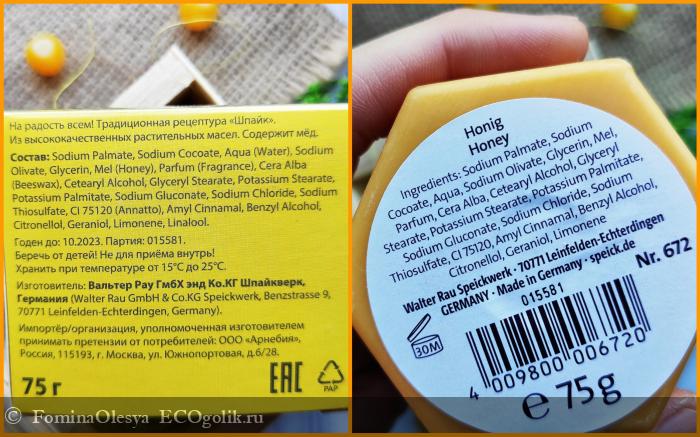 На радость всем! Традиционная рецептура «Шпайк».
Из высококачественных растительных масел. Содержит мёд.
Состав: Sodium Palmate, Sodium Cocoate, Aqua (Water), Sodium
Olivate, Glycerin, Mel (Honey), Parfum (Fragrance), Cera Alba
(Beeswax), Cetearyl Alcohol, Glyceryl Stearate, Potassium Stearate,
Potassium Palmitate, Sodium Gluconate, Sodium Chloride, Sodium
Thiosulfate, CI 75120 (Annatto), Amyl Cinnamal, Benzyl Alcohol,
Citronellol, Geraniol, Limonene, Linalool.
Годен до: 10.2023. Партия: 015581.
Беречь от детей! Не для приёма внутрь!
Хранить при температуре от 15°C до 25°C.
Изготовитель: Вальтер Рау ГмбХ энд Ко.КГ Шпайкверк,
Германия (Walter Rau GmbH & Co.KG Speickwerk, Benzstrasse 9,
70771 Leinfelden-Echterdingen, Germany).
Импортёр/организация, уполномоченная изготовителем
принимать претензии от потребителей: ООО «Арнебия»,
Россия, 115193, г. Москва, ул. Южнопортовая, д.6/28.
75 г
EAC
PAP
Honig
Honey
Ingredients: Sodium Palmate, Sodium
Cocoate, Aqua, Sodium Olivate, Glycerin, Mel,
Parfum, Cera Alba, Cetearyl Alcohol, Glyceryl
Stearate, Potassium Stearate, Potassium Palmitate,
Sodium Gluconate, Sodium Chloride, Sodium
Thiosulfate, CI 75120, Amyl Cinnamal, Benzyl Alcohol,
Citronellol, Geraniol, Limonene
Walter Rau Speickwerk · 70771 Leinfelden-Echterdingen
GERMANY · Made in Germany · speick.de
015581
Nr. 672
30M
4 009800 006720
e 75g
© FominaOlesya ECOgolik.ru